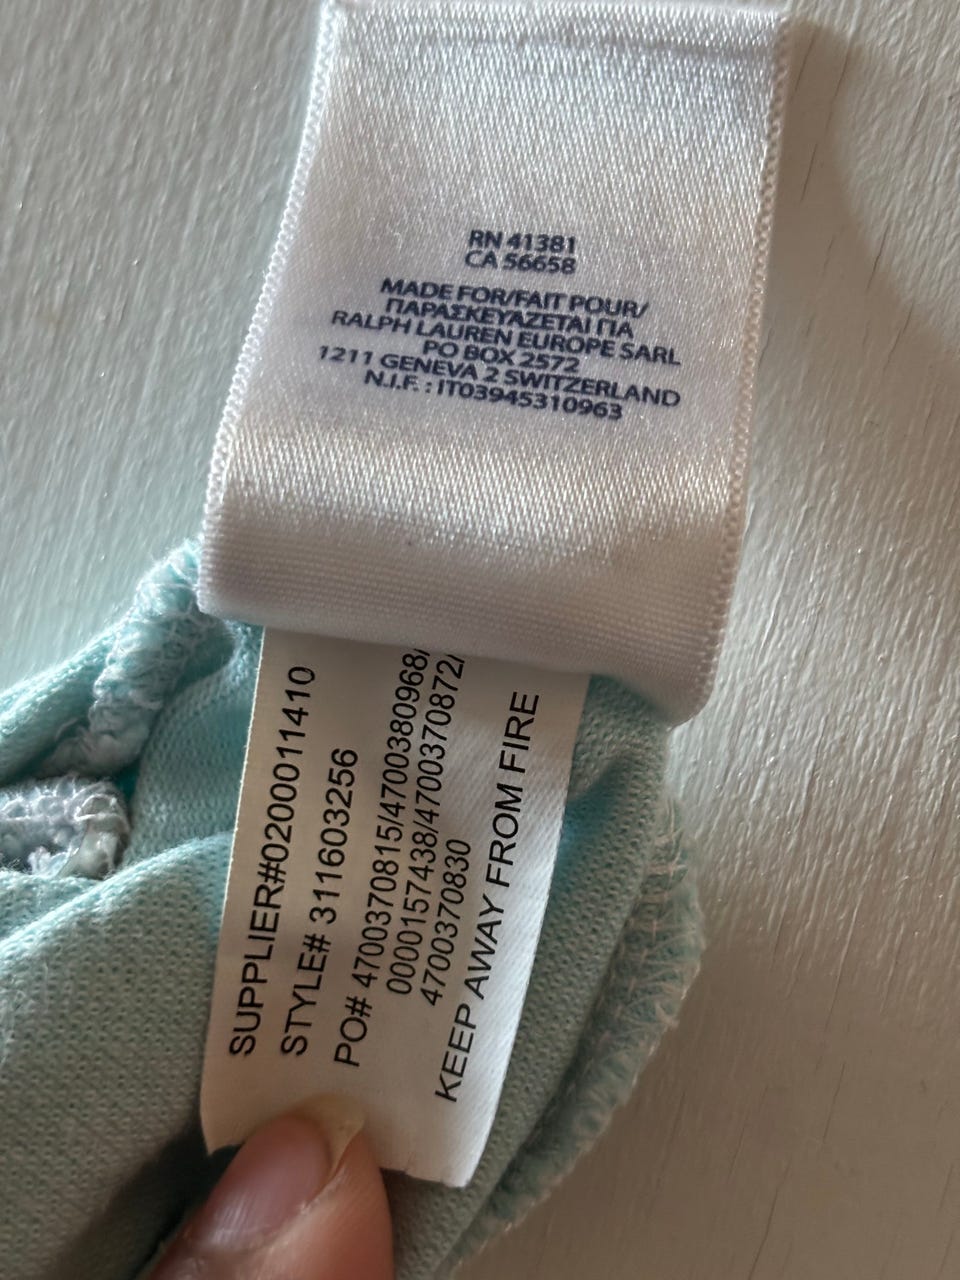 RN 41381
CA 56658
MADE FOR/FAIT POUR/
ΠΑΡΑΣΚΕΥΑΖΕΤΑΙ ΓΙΑ
RALPH LAUREN EUROPE SARL
PO BOX 2572
1211 GENEVA 2 SWITZERLAND
N.I.F. : IT03945310963
SUPPLIER#0200011410
STYLE# 311603256
PO# 4700370815/4700380968/
0000157438/4700370872/
4700370830
KEEP AWAY FROM FIRE